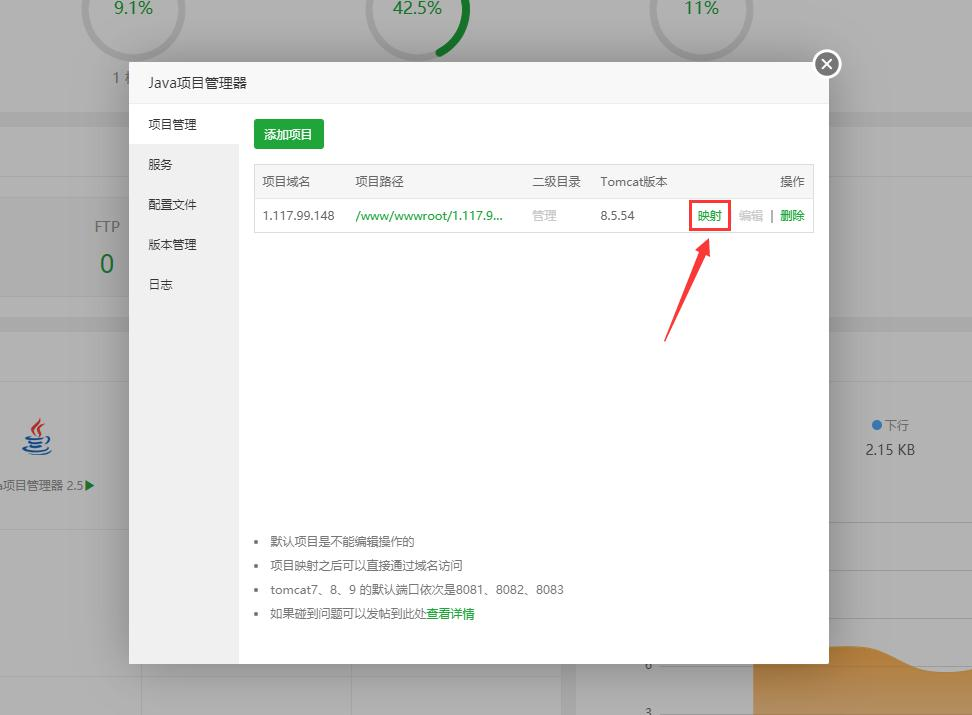 9.1%
42.5%
11%
1
Java项目管理器
项目管理
服务
配置文件
版本管理
日志
添加项目
项目域名 项目路径 二级目录 Tomcat版本 操作
1.117.99.148 /www/wwwroot/1.117.9... 管理 8.5.54 映射 编辑 | 删除
FTP
0
下行
2.15 KB
a项目管理器 2.5
默认项目是不能编辑操作的
项目映射之后可以直接通过域名访问
tomcat7、8、9 的默认端口依次是8081、8082、8083
如果碰到问题可以发帖到此处查看详情
6
3